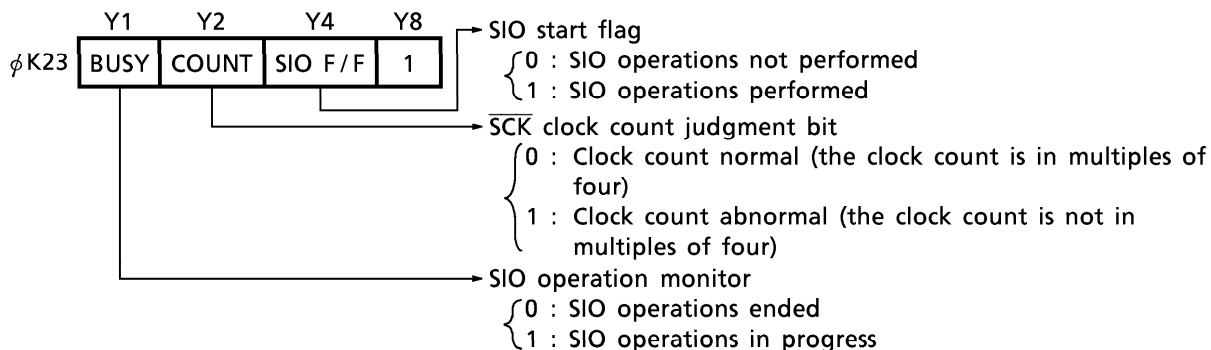 Y1 Y2 Y4 Y8
SIO start flag
ϕK23 BUSY COUNT SIO F/F 1
0 : SIO operations not performed
1 : SIO operations performed
S̅C̅K̅ clock count judgment bit
0 : Clock count normal (the clock count is in multiples of
four)
1 : Clock count abnormal (the clock count is not in
multiples of four)
SIO operation monitor
0 : SIO operations ended
1 : SIO operations in progress